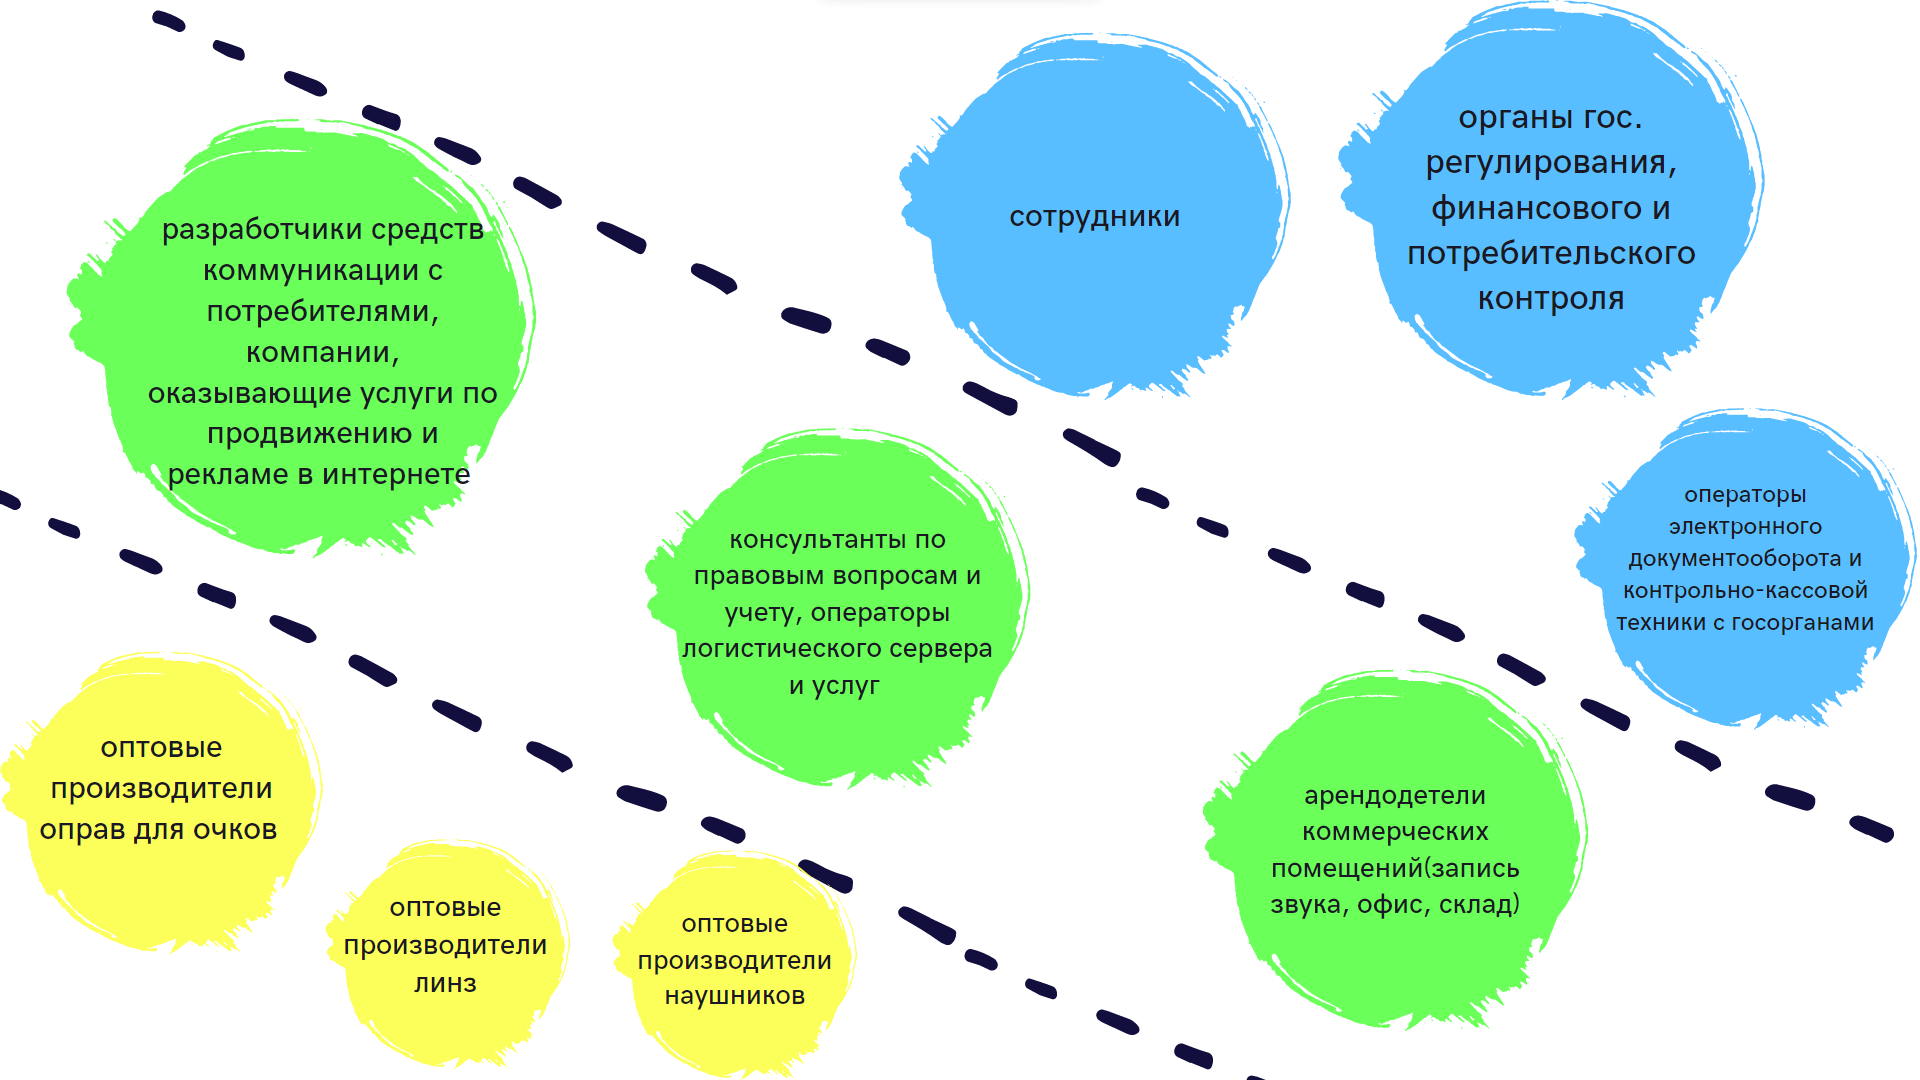 сотрудники
органы гос.
регулирования,
финансового и
потребительского
контроля
разработчики средств
коммуникации с
потребителями,
компании,
оказывающие услуги по
продвижению и
рекламе в интернете
операторы
электронного
документооборота и
контрольно-кассовой
техники с госорганами
консультанты по
правовым вопросам и
учету, операторы
логистического сервера
и услуг
оптовые
производители
оправ для очков
арендодетели
коммерческих
помещений(запись
звука, офис, склад)
оптовые
производители
линз
оптовые
производители
наушников